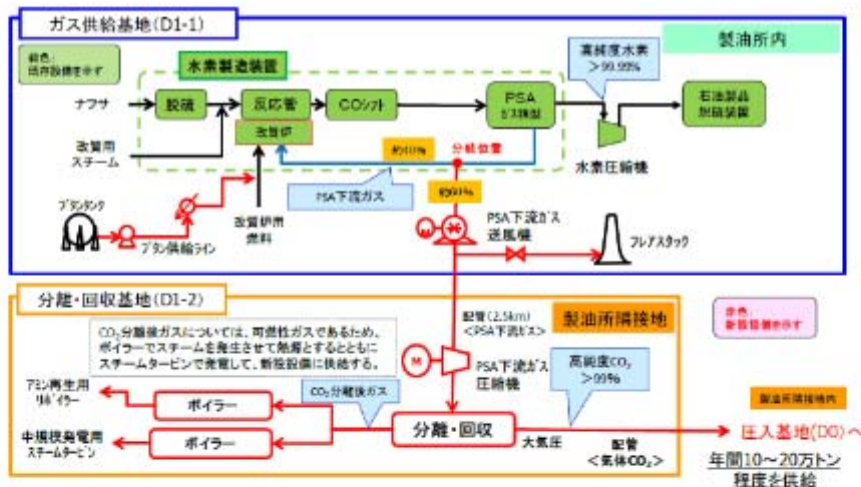 ガス供給基地(D1-1)
製油所内
緑色:
既存設備を示す
水素製造装置
高純度水素
>99.99%
ナフサ
脱硫
反応管
COシフト
PSA
ガス精製
石油製品
脱硫装置
改質炉
改質用
スチーム
約40%
分岐位置
水素圧縮機
PSA下流ガス
約60%
ブタンタンク
ブタン供給ライン
改質炉用
燃料
M
PSA下流ガス
送風機
フレアスタック
分離・回収基地(D1-2)
CO₂分離後ガスについては、可燃性ガスであるため、
ボイラーでスチームを発生させて熱源とするとともに
スチームタービンで発電して、新設設備に供給する。
配管(2.5km)
<PSA下流ガス>
製油所隣接地
赤色:
新設設備を示す
M
PSA下流ガス
圧縮機
高純度CO₂
>99%
アミン再生用
リボイラー
ボイラー
CO₂分離後ガス
製油所隣接地内
中規模発電用
スチームタービン
ボイラー
分離・回収
大気圧
配管
<気体CO₂>
圧入基地(D0)へ
年間10～20万トン
程度を供給